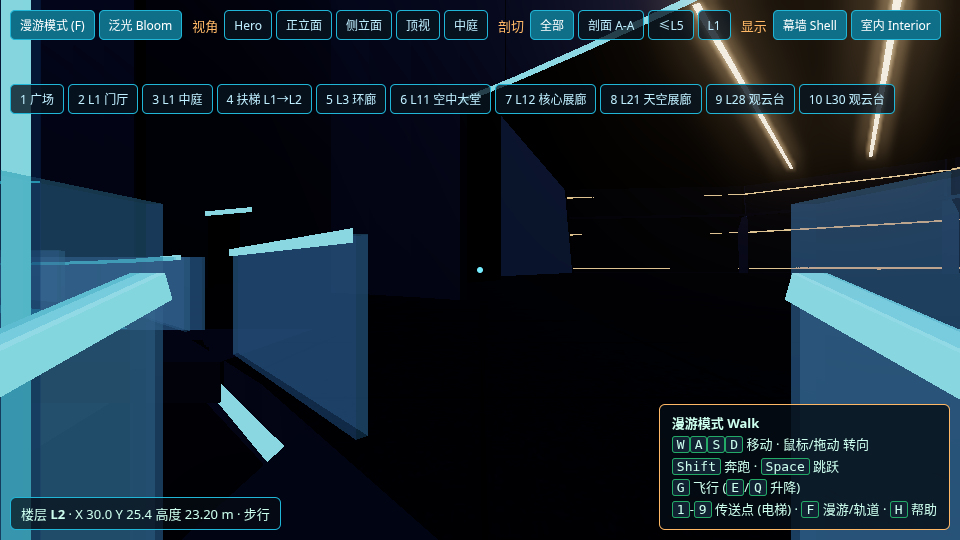 漫游模式 (F) 泛光 Bloom 视角 Hero 正立面 侧立面 顶视 中庭 剖切 全部 剖面 A-A ≤L5 L1 显示 幕墙 Shell 室内 Interior
1 广场 2 L1 门厅 3 L1 中庭 4 扶梯 L1→L2 5 L3 环廊 6 L11 空中大堂 7 L12 核心展廊 8 L21 天空展廊 9 L28 观云台 10 L30 观云台
漫游模式 Walk
W A S D 移动 · 鼠标/拖动 转向
Shift 奔跑 · Space 跳跃
G 飞行 (E/Q 升降)
1-9 传送点 (电梯) · F 漫游/轨道 · H 帮助
楼层 L2 · X 30.0 Y 25.4 高度 23.20 m · 步行